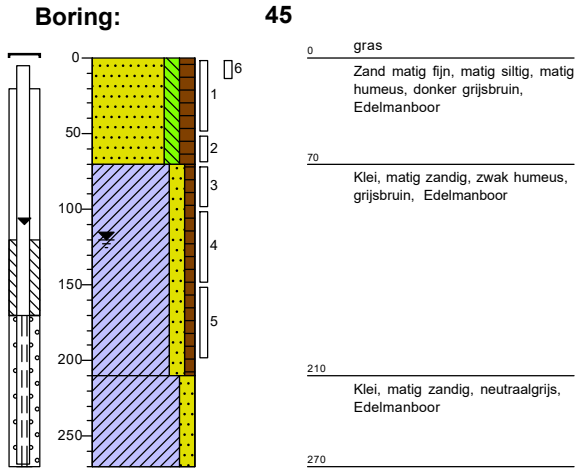 Boring: 45
0
50
100
150
200
250
1
2
3
4
5
6
0 gras
Zand matig fijn, matig siltig, matig
humeus, donker grijsbruin,
Edelmanboor
70
Klei, matig zandig, zwak humeus,
grijsbruin, Edelmanboor
210
Klei, matig zandig, neutraalgrijs,
Edelmanboor
270